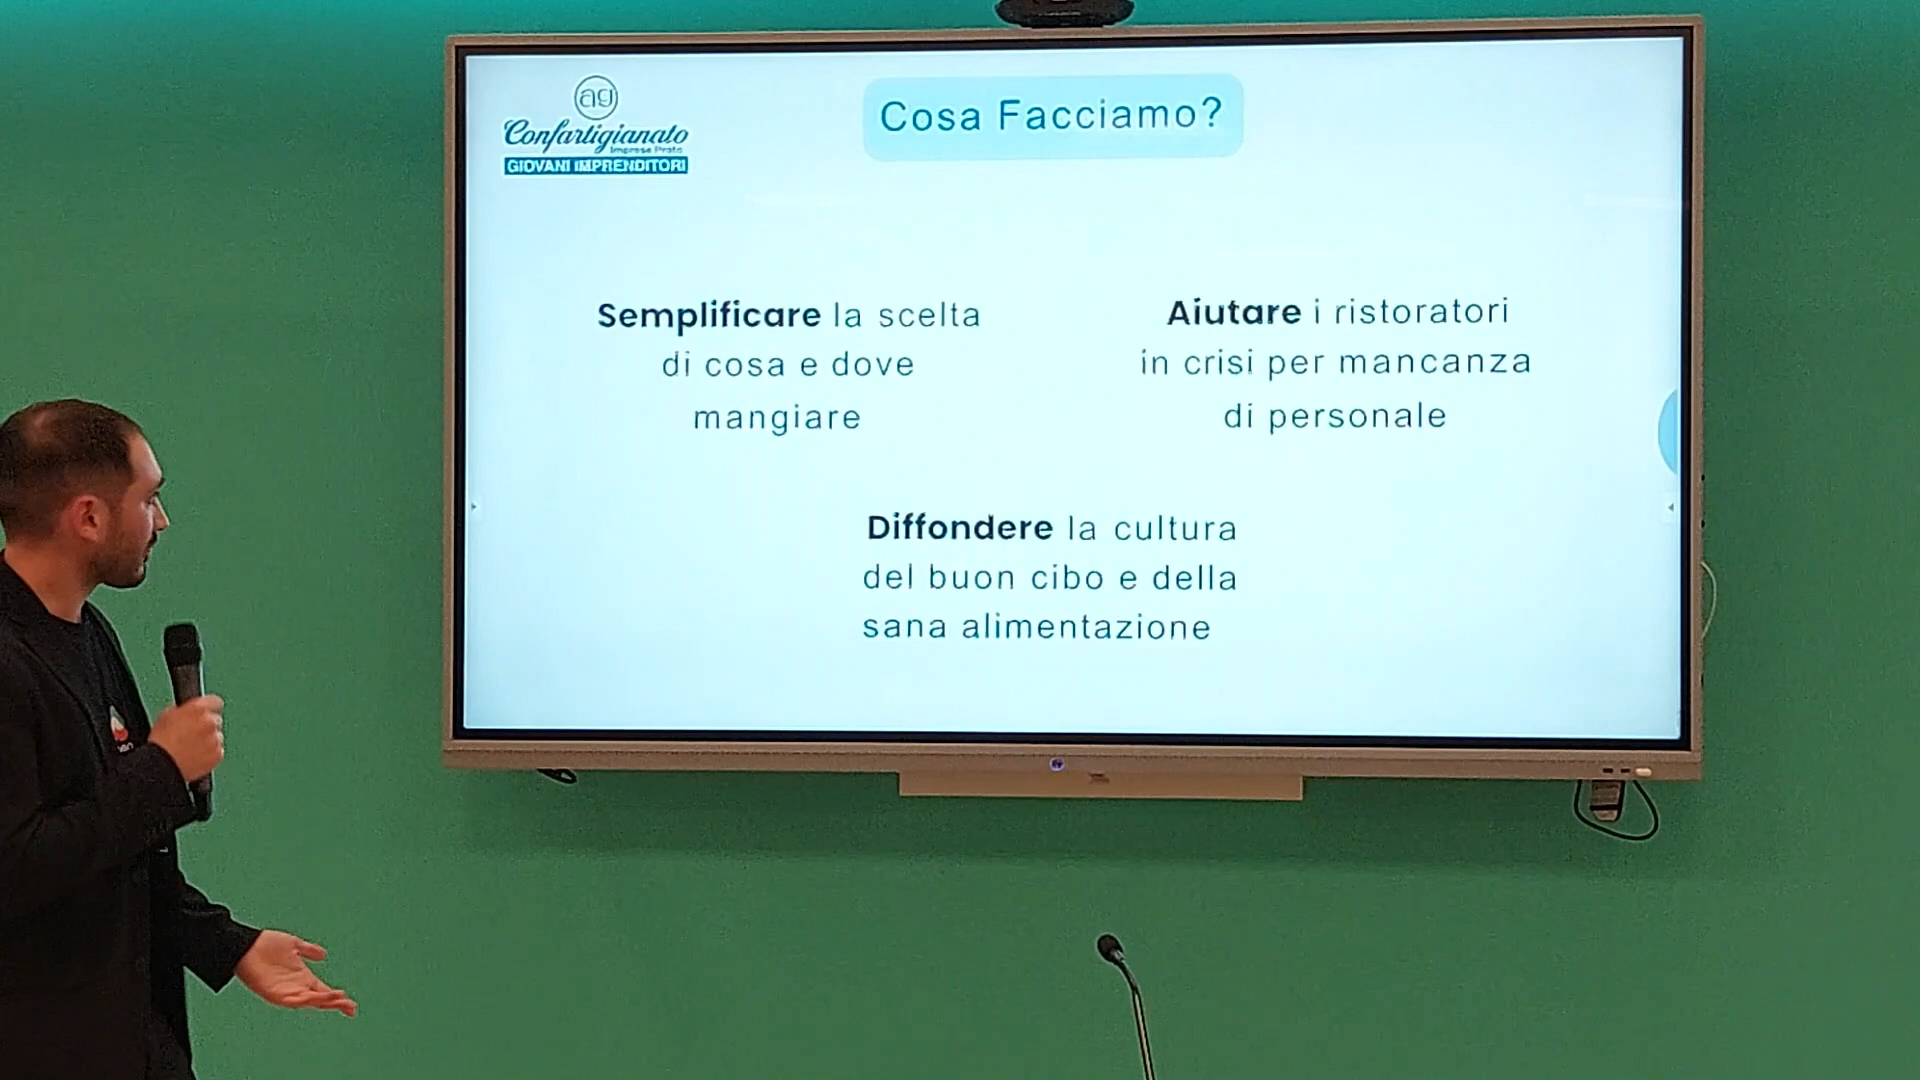 ag
Confartigianato
Imprese Prato
GIOVANI IMPRENDITORI
Cosa Facciamo?
Semplificare la scelta
di cosa e dove
mangiare
Aiutare i ristoratori
in crisi per mancanza
di personale
Diffondere la cultura
del buon cibo e della
sana alimentazione